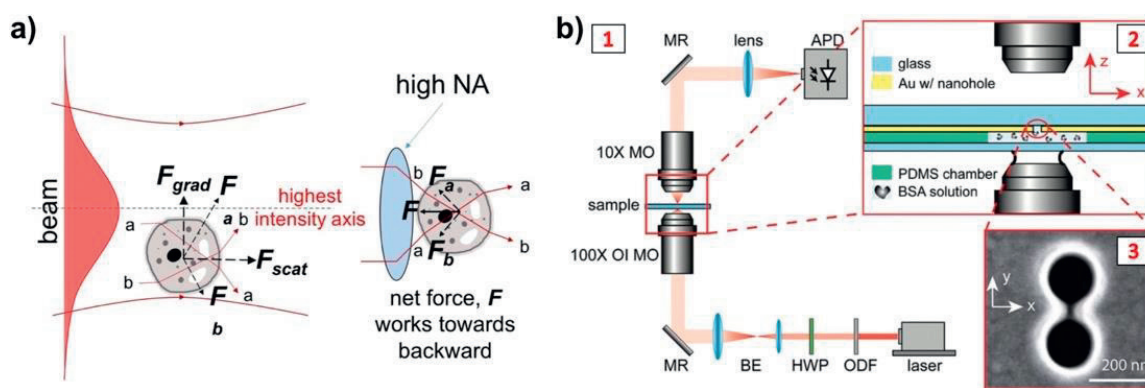 a)
beam
F_grad
F
a
b
highest
intensity axis
a
b
F_scat
F
b
a
high NA
b
F_a
a
F
F_b
a
b
net force, F
works towards
backward
b)
1
MR
lens
APD
10X MO
sample
100X OI MO
MR
BE
HWP
ODF
laser
2
glass
Au w/ nanohole
z
x
PDMS chamber
BSA solution
3
y
x
200 nm